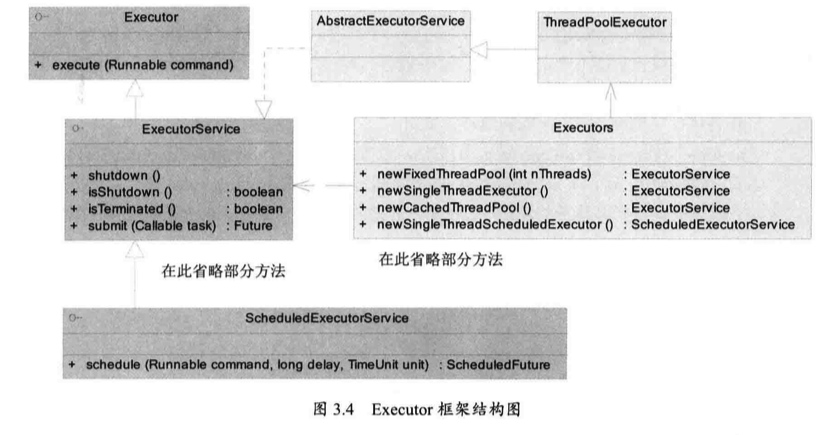 Executor
+ execute (Runnable command)
AbstractExecutorService
ThreadPoolExecutor
ExecutorService
+ shutdown ()
+ isShutdown () : boolean
+ isTerminated () : boolean
+ submit (Callable task) : Future
在此省略部分方法
Executors
+ newFixedThreadPool (int nThreads) : ExecutorService
+ newSingleThreadExecutor () : ExecutorService
+ newCachedThreadPool () : ExecutorService
+ newSingleThreadScheduledExecutor () : ScheduledExecutorService
在此省略部分方法
ScheduledExecutorService
+ schedule (Runnable command, long delay, TimeUnit unit) : ScheduledFuture
图 3.4 Executor 框架结构图